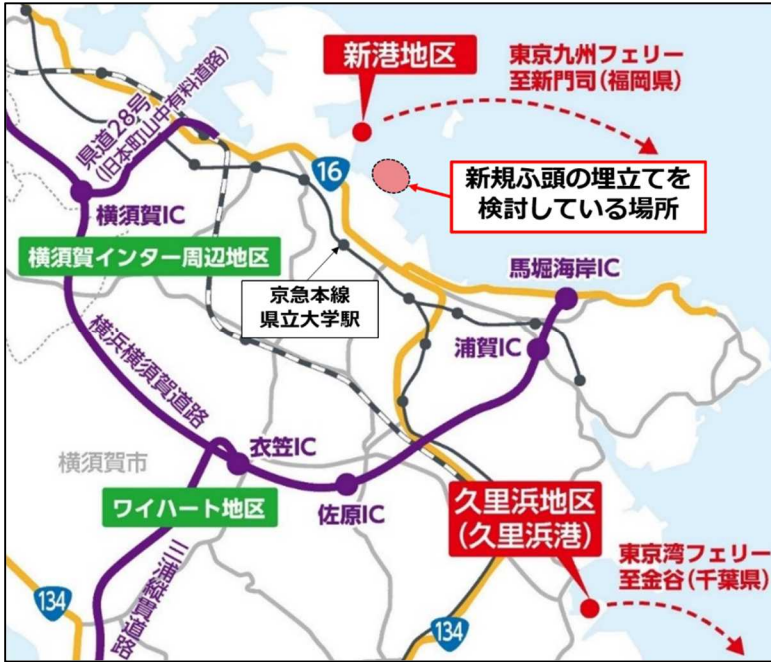 新港地区
東京九州フェリー
至新門司(福岡県)
県道28号
(旧本町山中有料道路)
16
新規ふ頭の埋立てを
検討している場所
横須賀IC
横須賀インター周辺地区
馬堀海岸IC
京急本線
県立大学駅
浦賀IC
横浜横須賀道路
衣笠IC
横須賀市
ワイハート地区
佐原IC
久里浜地区
(久里浜港)
東京湾フェリー
至金谷(千葉県)
三浦縦貫道路
134
134